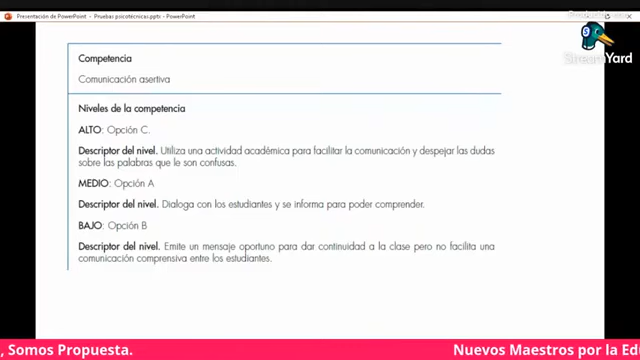 Presentación de PowerPoint - Pruebas psicotécnicas.pptx - PowerPoint
StreamYard
Competencia
Comunicación asertiva
Niveles de la competencia
ALTO: Opción C.
Descriptor del nivel. Utiliza una actividad académica para facilitar la comunicación y despejar las dudas
sobre las palabras que le son confusas.
MEDIO: Opción A
Descriptor del nivel. Dialoga con los estudiantes y se informa para poder comprender.
BAJO: Opción B
Descriptor del nivel. Emite un mensaje oportuno para dar continuidad a la clase pero no facilita una
comunicación comprensiva entre los estudiantes.
, Somos Propuesta. Nuevos Maestros por la Edu